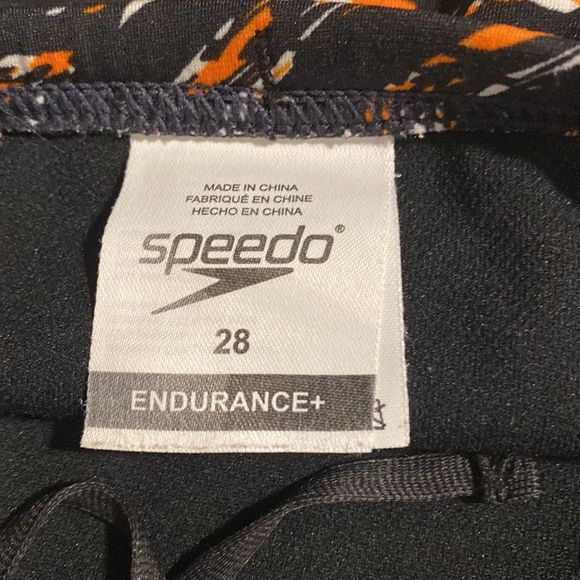 MADE IN CHINA
FABRIQUÉ EN CHINE
HECHO EN CHINA
speedo®
28
ENDURANCE+